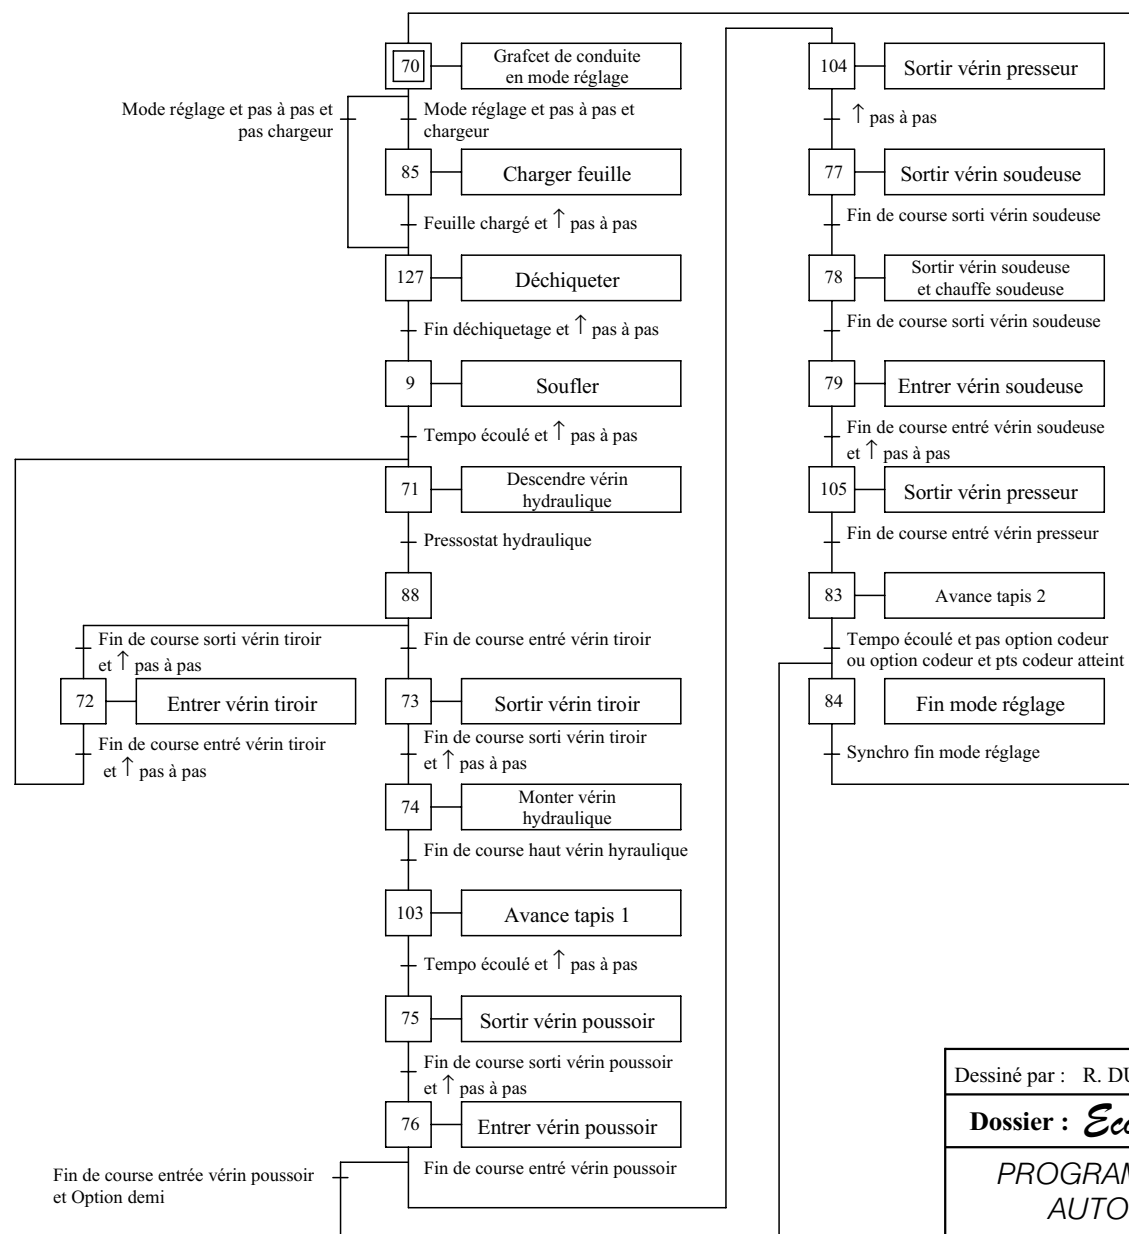 70
Grafcet de conduite
en mode réglage
Mode réglage et pas à pas et
pas chargeur
Mode réglage et pas à pas et
chargeur
85
Charger feuille
Feuille chargé et ↑ pas à pas
127
Déchiqueter
Fin déchiquetage et ↑ pas à pas
9
Soufler
Tempo écoulé et ↑ pas à pas
71
Descendre vérin
hydraulique
Pressostat hydraulique
88
Fin de course sorti vérin tiroir
et ↑ pas à pas
Fin de course entré vérin tiroir
72
Entrer vérin tiroir
73
Sortir vérin tiroir
Fin de course entré vérin tiroir
et ↑ pas à pas
Fin de course sorti vérin tiroir
et ↑ pas à pas
74
Monter vérin
hydraulique
Fin de course haut vérin hyraulique
103
Avance tapis 1
Tempo écoulé et ↑ pas à pas
75
Sortir vérin poussoir
Fin de course sorti vérin poussoir
et ↑ pas à pas
76
Entrer vérin poussoir
Fin de course entrée vérin poussoir
et Option demi
Fin de course entré vérin poussoir
104
Sortir vérin presseur
↑ pas à pas
77
Sortir vérin soudeuse
Fin de course sorti vérin soudeuse
78
Sortir vérin soudeuse
et chauffe soudeuse
Fin de course sorti vérin soudeuse
79
Entrer vérin soudeuse
Fin de course entré vérin soudeuse
et ↑ pas à pas
105
Sortir vérin presseur
Fin de course entré vérin presseur
83
Avance tapis 2
Tempo écoulé et pas option codeur
ou option codeur et pts codeur atteint
84
Fin mode réglage
Synchro fin mode réglage
Dessiné par : R. DU
Dossier : Eco
PROGRAM
AUTO